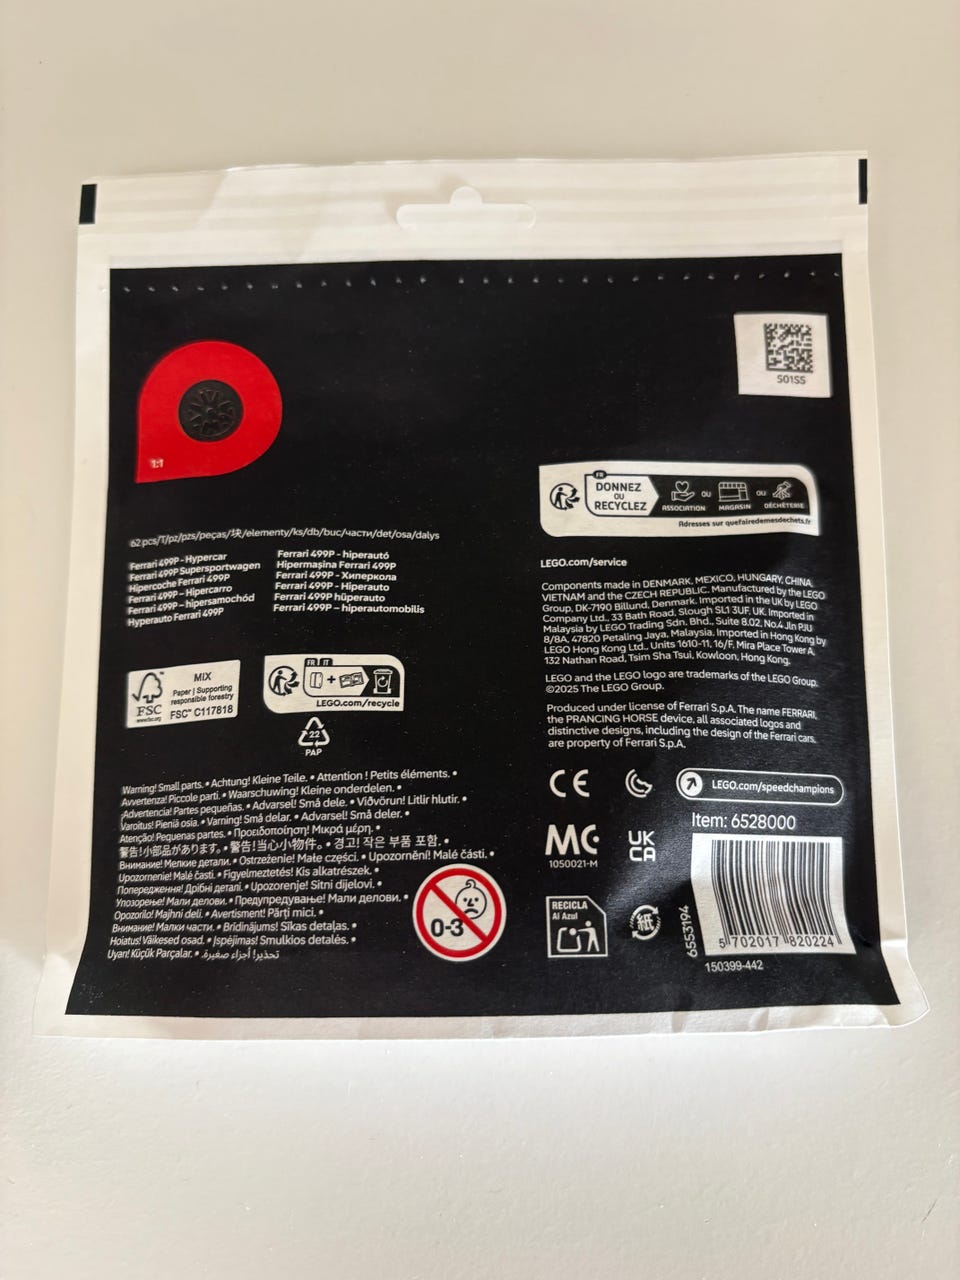 S01S5
1:1
FR
DONNEZ
OU
RECYCLEZ
ASSOCIATION
OU
MAGASIN
OU
DÉCHÈTERIE
Adresses sur quefairedemesdechets.fr
62 pcs/T/pz/pzs/peças/块/elementy/ks/db/buc/части/det/osa/dalys
Ferrari 499P - Hypercar
Ferrari 499P Supersportwagen
Hipercoche Ferrari 499P
Ferrari 499P – Hipercarro
Ferrari 499P – hipersamochód
Hyperauto Ferrari 499P
Ferrari 499P - hiperautó
Hipermașina Ferrari 499P
Ferrari 499P - Хиперкола
Ferrari 499P - Hiperauto
Ferrari 499P hüperauto
Ferrari 499P – hiperautomobilis
LEGO.com/service
Components made in DENMARK, MEXICO, HUNGARY, CHINA,
VIETNAM and the CZECH REPUBLIC. Manufactured by the LEGO
Group, DK-7190 Billund, Denmark. Imported in the UK by LEGO
Company Ltd., 33 Bath Road, Slough SL1 3UF, UK. Imported in
Malaysia by LEGO Trading Sdn. Bhd., Suite 8.02, No.4 Jln PJU
8/8A, 47820 Petaling Jaya, Malaysia. Imported in Hong Kong by
LEGO Hong Kong Ltd., Units 1610-11, 16/F, Mira Place Tower A,
132 Nathan Road, Tsim Sha Tsui, Kowloon, Hong Kong.
LEGO and the LEGO logo are trademarks of the LEGO Group.
©2025 The LEGO Group.
Produced under license of Ferrari S.p.A. The name FERRARI,
the PRANCING HORSE device, all associated logos and
distinctive designs, including the design of the Ferrari cars,
are property of Ferrari S.p.A.
FSC
www.fsc.org
MIX
Paper | Supporting
responsible forestry
FSC™ C117818
FR IT
LEGO.com/recycle
22
PAP
Warning! Small parts. • Achtung! Kleine Teile. • Attention ! Petits éléments. •
Avvertenza! Piccole parti. • Waarschuwing! Kleine onderdelen. •
¡Advertencia! Partes pequeñas. • Advarsel! Små dele. • Viðvörun! Litlir hlutir. •
Varoitus! Pieniä osia. • Varning! Små delar. • Advarsel! Små deler. •
Atenção! Pequenas partes. • Προειδοποίηση! Μικρά μέρη. •
警告!小部品があります。• 警告!当心小物件。• 경고! 작은 부품 포함. •
Внимание! Мелкие детали. • Ostrzeżenie! Małe części. • Upozornění! Malé části. •
Upozornenie! Malé časti. • Figyelmeztetés! Kis alkatrészek. •
Попередження! Дрібні деталі. • Upozorenje! Sitni dijelovi. •
Упозорење! Мали делови. • Предупредување! Мали делови. •
Opozorilo! Majhni deli. • Avertisment! Părți mici. •
Внимание! Малки части. • Brīdinājums! Sīkas detaļas. •
Hoiatus! Väikesed osad. • Įspėjimas! Smulkios detalės. •
Uyarı! Küçük Parçalar. • تحذير! أجزاء صغيرة.
0-3
CE
LEGO.com/speedchampions
Item: 6528000
MC
1050021-M
UK
CA
RECICLA
Al Azul
紙
6553194
5 702017 820224
150399-442